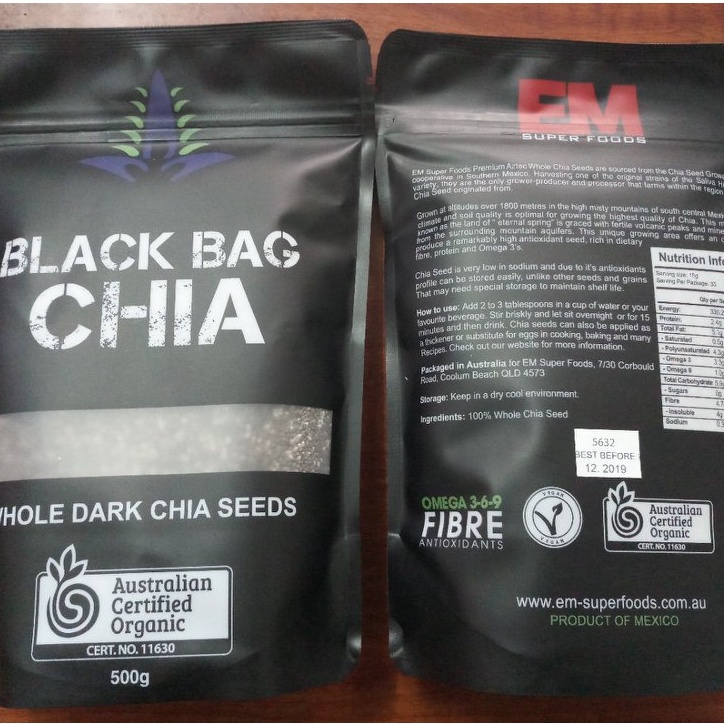 BLACK BAG
CHIA
WHOLE DARK CHIA SEEDS
Australian
Certified
Organic
CERT. NO. 11630
500g
EM
SUPER FOODS
EM Super Foods Premium Aztec Whole Chia Seeds are sourced from the Chia Seed
cooperative in Southern Mexico. Harvesting one of the original strains of the Salvia
variety, they are the only grower-producer and processor that farms within the region
Chia Seed originated from.
Grown at altitudes over 1800 metres in the high misty mountains of south central
climate and soil quality is optimal for growing the highest quality of Chia. This
known as the land of " eternal spring" is graced with fertile volcanic peaks and
from the surrounding mountain aquifers. This unique growing area offers an
produce a remarkably high antioxidant seed, rich in dietary
fibre, protein and Omega 3's.
Chia Seed is very low in sodium and due to it's antioxidants
profile can be stored easily, unlike other seeds and grains
That may need special storage to maintain shelf life.
How to use: Add 2 to 3 tablespoons in a cup of water or your
favourite beverage. Stir briskly and let sit overnight or for 15
minutes and then drink. Chia seeds can also be applied as
a thickener or substitute for eggs in cooking, baking and many
Recipes. Check out our website for more information.
Packaged in Australia for EM Super Foods, 7/30 Corbould
Road, Coolum Beach QLD 4573
Storage: Keep in a dry cool environment.
Ingredients: 100% Whole Chia Seed
Nutrition
Serving size: 15g
Serving Per Package: 33
Energy:
Protein:
Total Fat:
- Saturated
- Polyunsaturated
- Omega 3
- Omega 6
Total Carbohydrate
- Sugars
Fibre
- Insoluble
Sodium
5632
BEST BEFORE
12. 2019
OMEGA 3-6-9
FIBRE
ANTIOXIDANTS
VEGAN
VEGAN
Australian
Certified
Organic
CERT. NO. 11630
www.em-superfoods.com.au
PRODUCT OF MEXICO